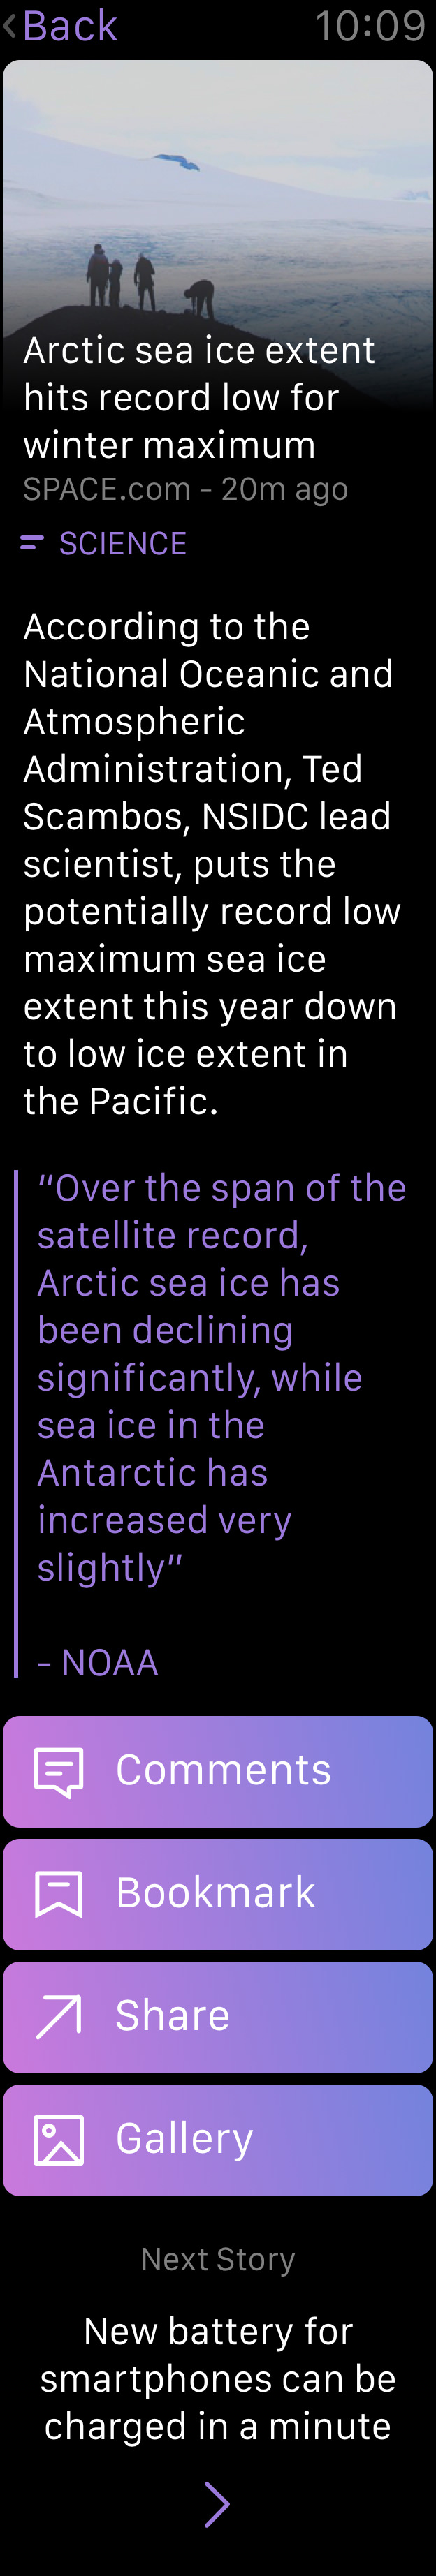 Back
10:09
Arctic sea ice extent
hits record low for
winter maximum
SPACE.com - 20m ago
SCIENCE
According to the
National Oceanic and
Atmospheric
Administration, Ted
Scambos, NSIDC lead
scientist, puts the
potentially record low
maximum sea ice
extent this year down
to low ice extent in
the Pacific.
“Over the span of the
satellite record,
Arctic sea ice has
been declining
significantly, while
sea ice in the
Antarctic has
increased very
slightly”
- NOAA
Comments
Bookmark
Share
Gallery
Next Story
New battery for
smartphones can be
charged in a minute